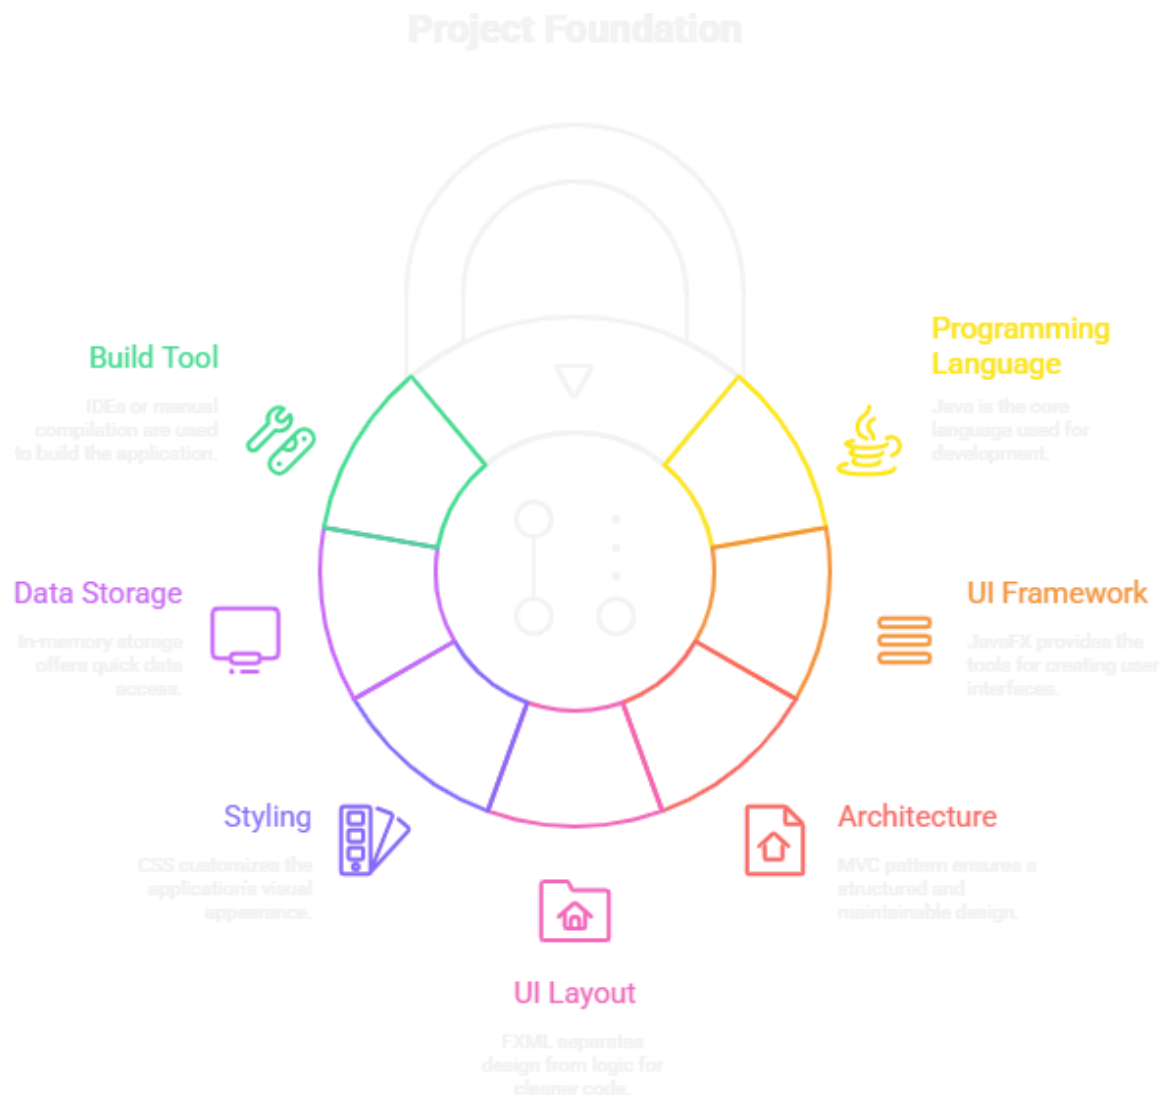 Project Foundation
Programming
Language
Java is the core
language used for
development.
UI Framework
JavaFX provides the
tools for creating user
interfaces.
Architecture
MVC pattern ensures a
structured and
maintainable design.
UI Layout
FXML separates
design from logic for
cleaner code.
Styling
CSS customizes the
application's visual
appearance.
Data Storage
In-memory storage
offers quick data
access.
Build Tool
IDEs or manual
compilation are used
to build the application.